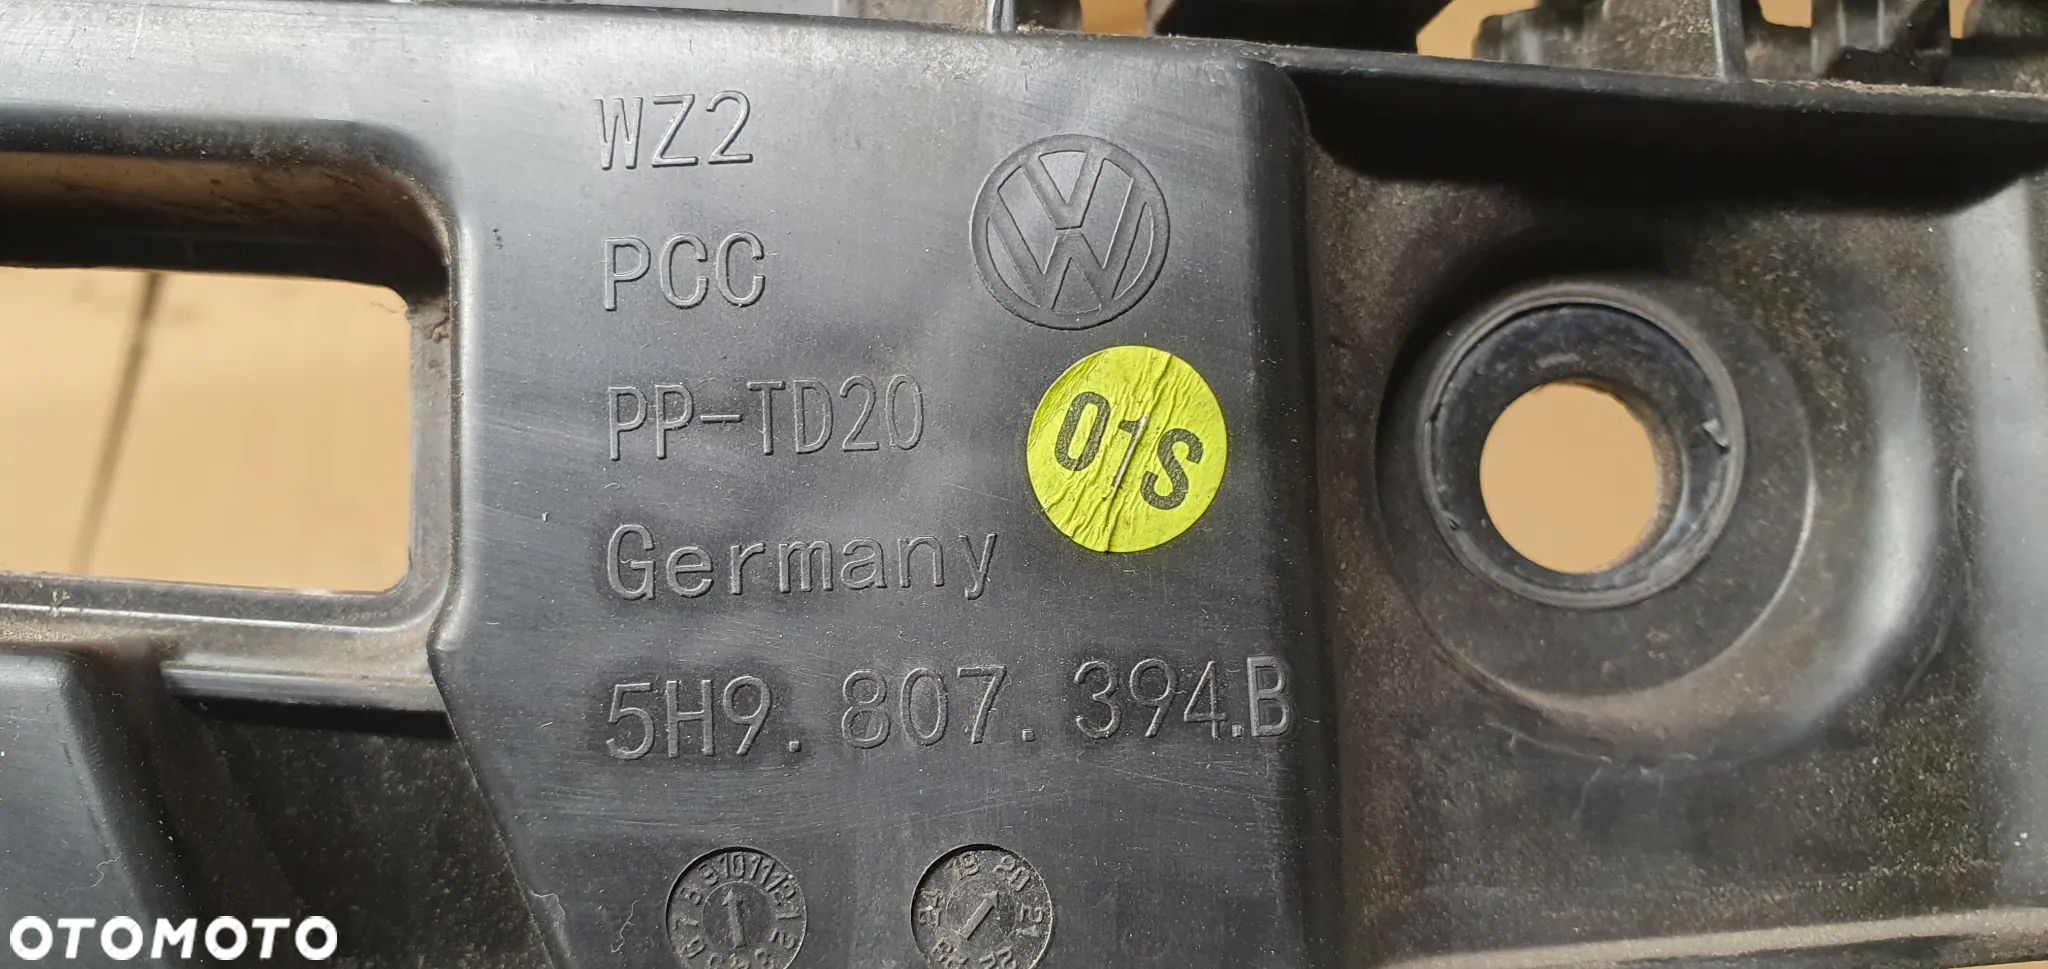 WZ2
PCC
PP-TD20
Germany
01S
5H9.807.394.B
OTOMOTO